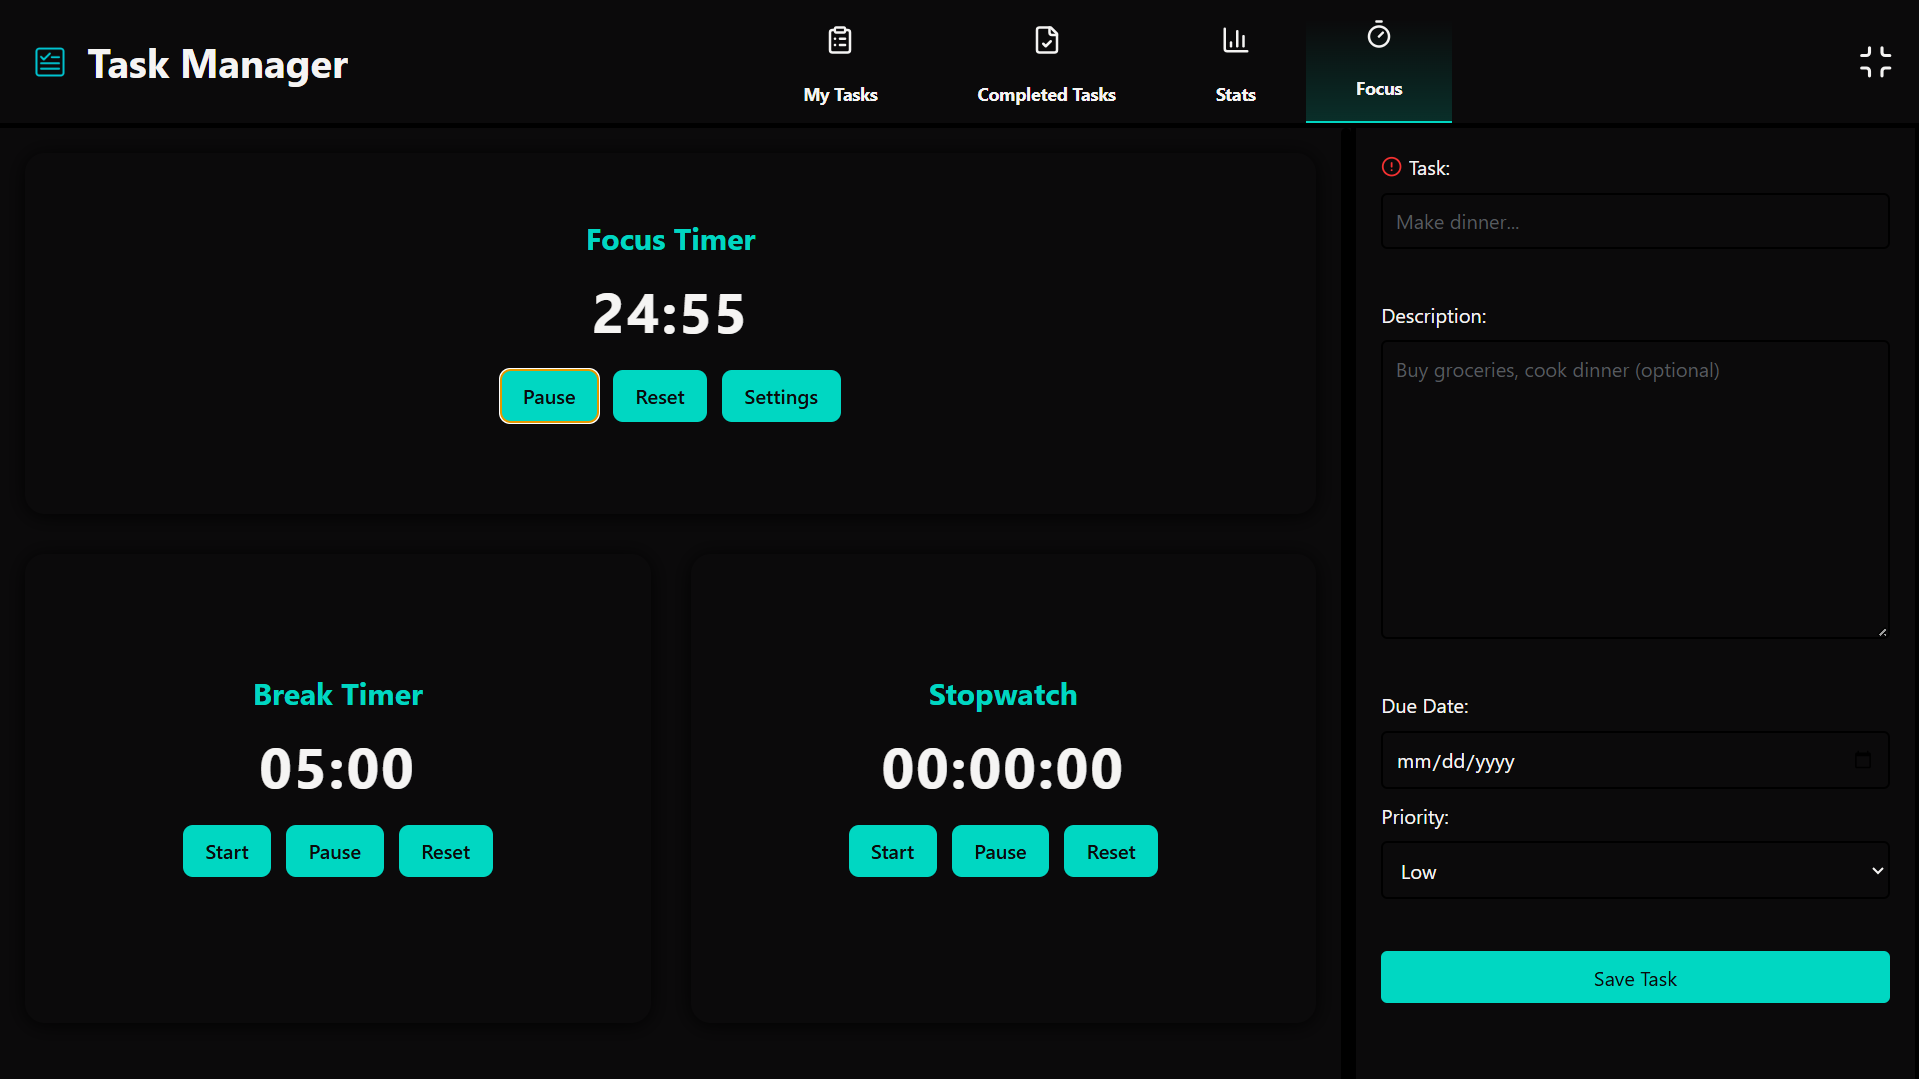 Task Manager
My Tasks
Completed Tasks
Stats
Focus
Focus Timer
24:55
Pause Reset Settings
Break Timer
05:00
Start Pause Reset
Stopwatch
00:00:00
Start Pause Reset
Task:
Make dinner...
Description:
Buy groceries, cook dinner (optional)
Due Date:
mm/dd/yyyy
Priority:
Low
Save Task